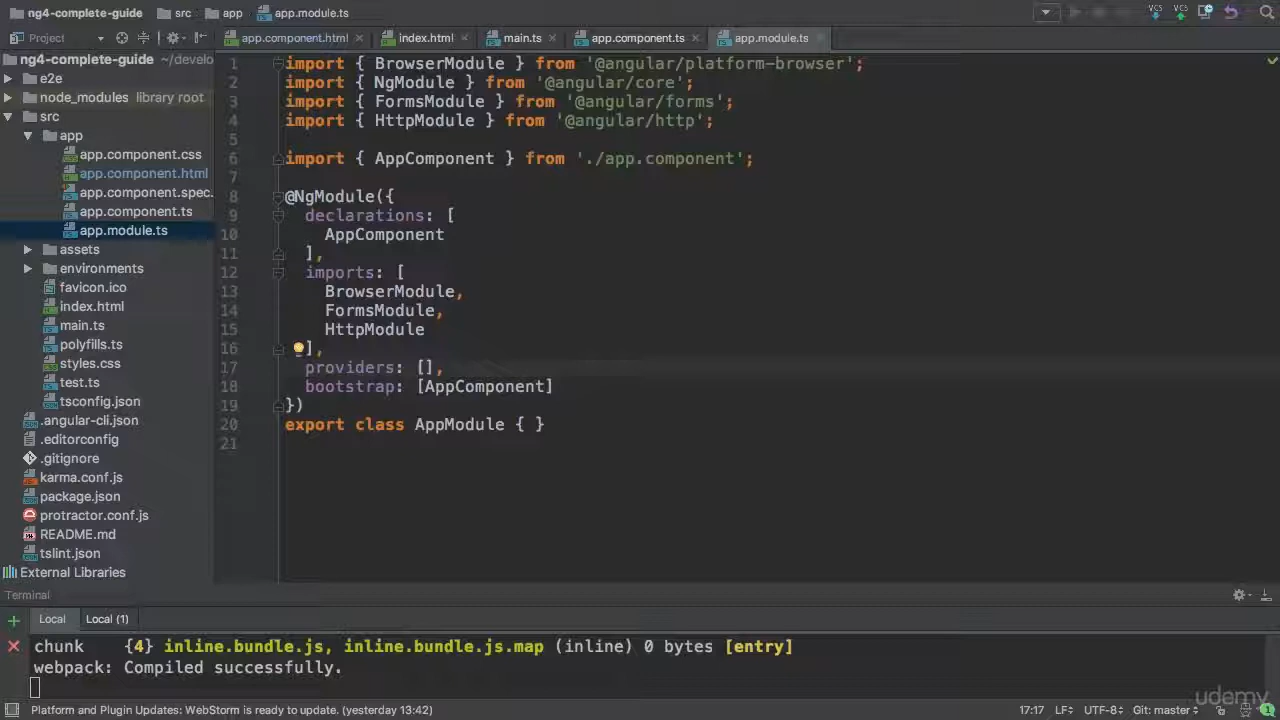 ng4-complete-guide src app app.module.ts
Project app.component.html index.html main.ts app.component.ts app.module.ts
ng4-complete-guide ~/develo
e2e
node_modules library root
src
app
app.component.css
app.component.html
app.component.spec.
app.component.ts
app.module.ts
assets
environments
favicon.ico
index.html
main.ts
polyfills.ts
styles.css
test.ts
tsconfig.json
.angular-cli.json
.editorconfig
.gitignore
karma.conf.js
package.json
protractor.conf.js
README.md
tslint.json
External Libraries
1 import { BrowserModule } from '@angular/platform-browser';
2 import { NgModule } from '@angular/core';
3 import { FormsModule } from '@angular/forms';
4 import { HttpModule } from '@angular/http';
5
6 import { AppComponent } from './app.component';
7
8 @NgModule({
9 declarations: [
10 AppComponent
11 ],
12 imports: [
13 BrowserModule,
14 FormsModule,
15 HttpModule
16 ],
17 providers: [],
18 bootstrap: [AppComponent]
19 })
20 export class AppModule { }
21
Terminal
Local Local (1)
chunk {4} inline.bundle.js, inline.bundle.js.map (inline) 0 bytes [entry]
webpack: Compiled successfully.
udemy
Platform and Plugin Updates: WebStorm is ready to update. (yesterday 13:42) 17:17 LF÷ UTF-8÷ Git: master÷ 1